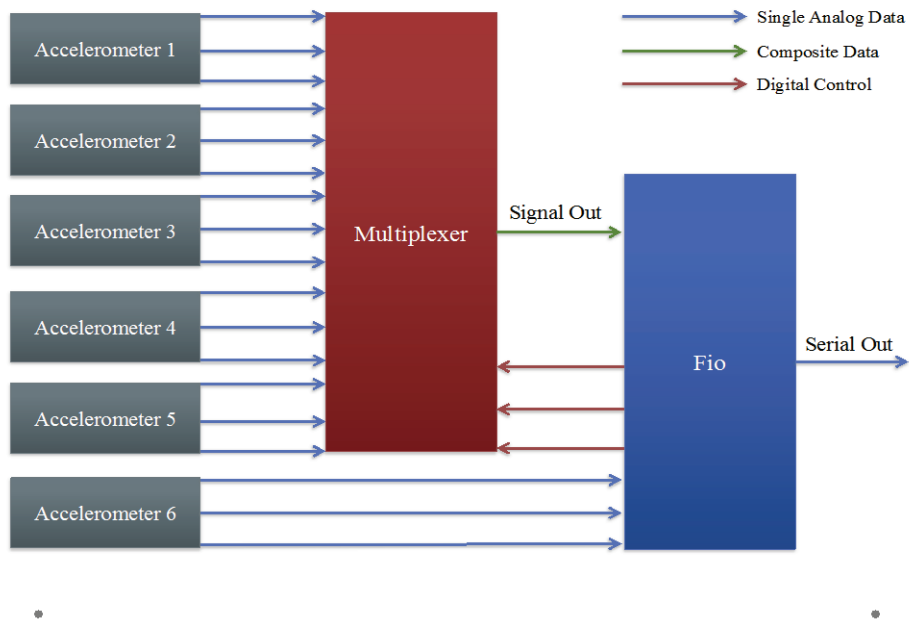 Accelerometer 1
Accelerometer 2
Accelerometer 3
Accelerometer 4
Accelerometer 5
Accelerometer 6
Multiplexer
Signal Out
Fio
Serial Out
Single Analog Data
Composite Data
Digital Control